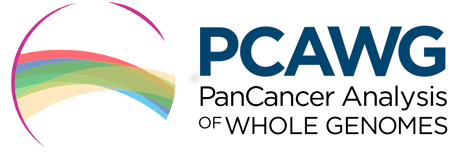 PCAWG
PanCancer Analysis
OF WHOLE GENOMES